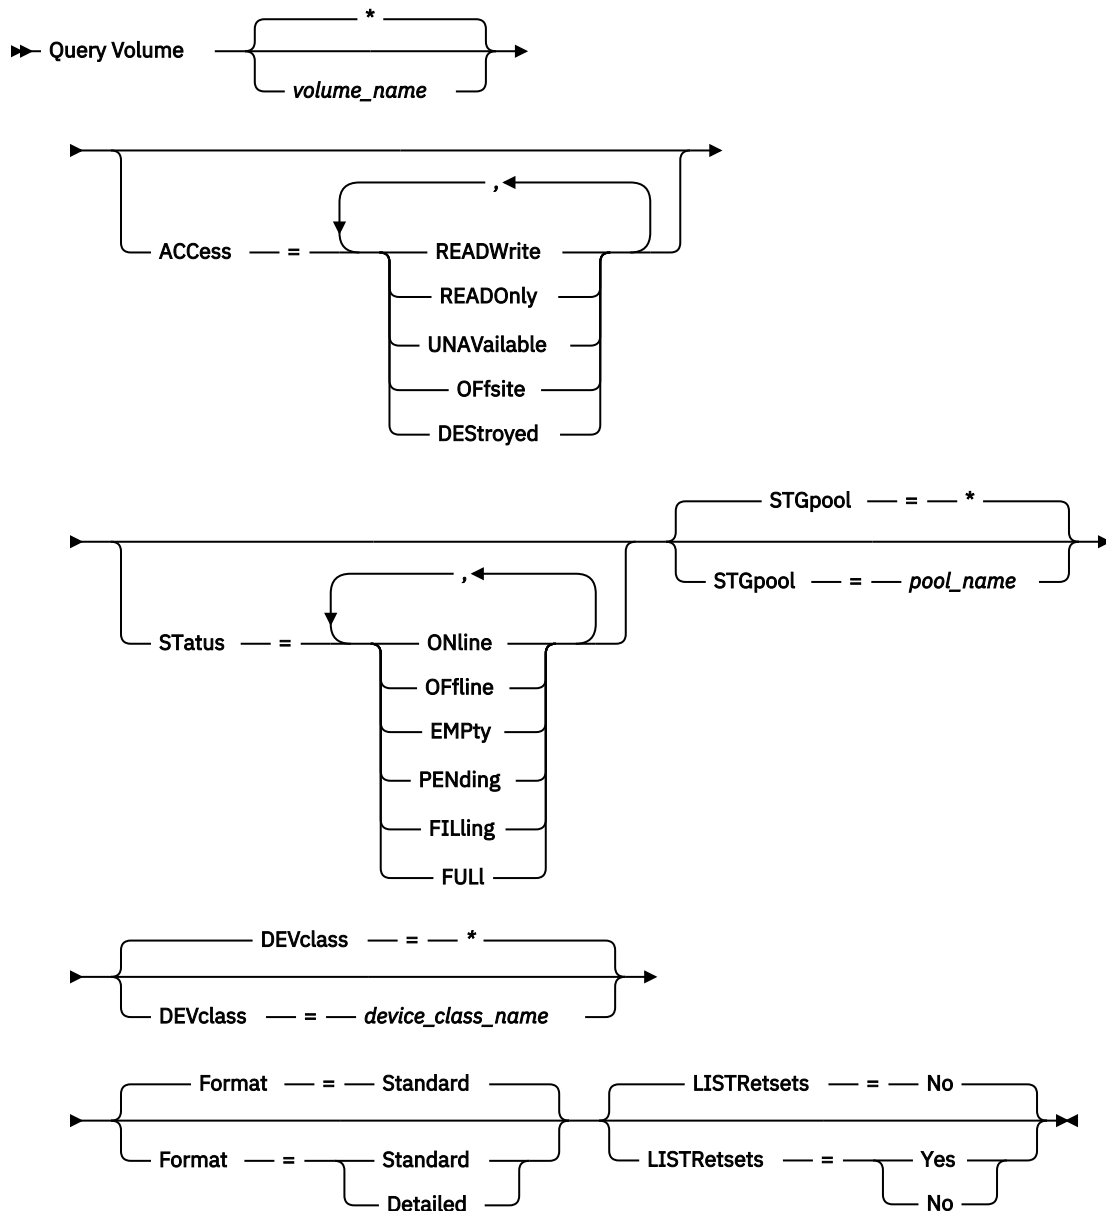 *
Query Volume
volume_name
,
ACCess = READWrite
READOnly
UNAVailable
OFfsite
DEStroyed
STGpool = *
STGpool = pool_name
,
STatus = ONline
OFfline
EMPty
PENding
FILling
FULl
DEVclass = *
DEVclass = device_class_name
Format = Standard LISTRetsets = No
Format = Standard LISTRetsets = Yes
Detailed No